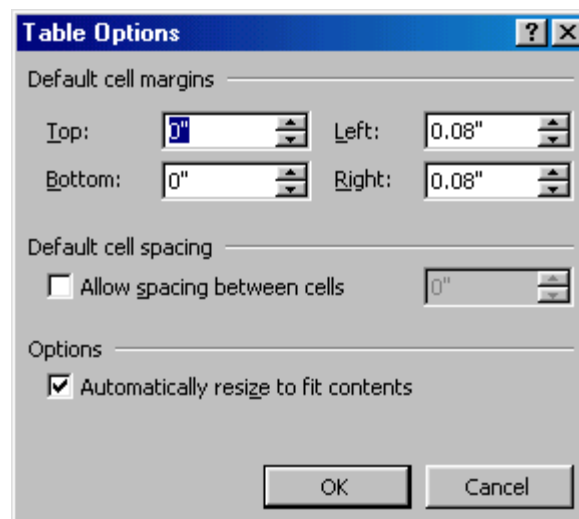 Table Options
Default cell margins
Top: 0" Left: 0.08"
Bottom: 0" Right: 0.08"
Default cell spacing
Allow spacing between cells 0"
Options
Automatically resize to fit contents
OK Cancel